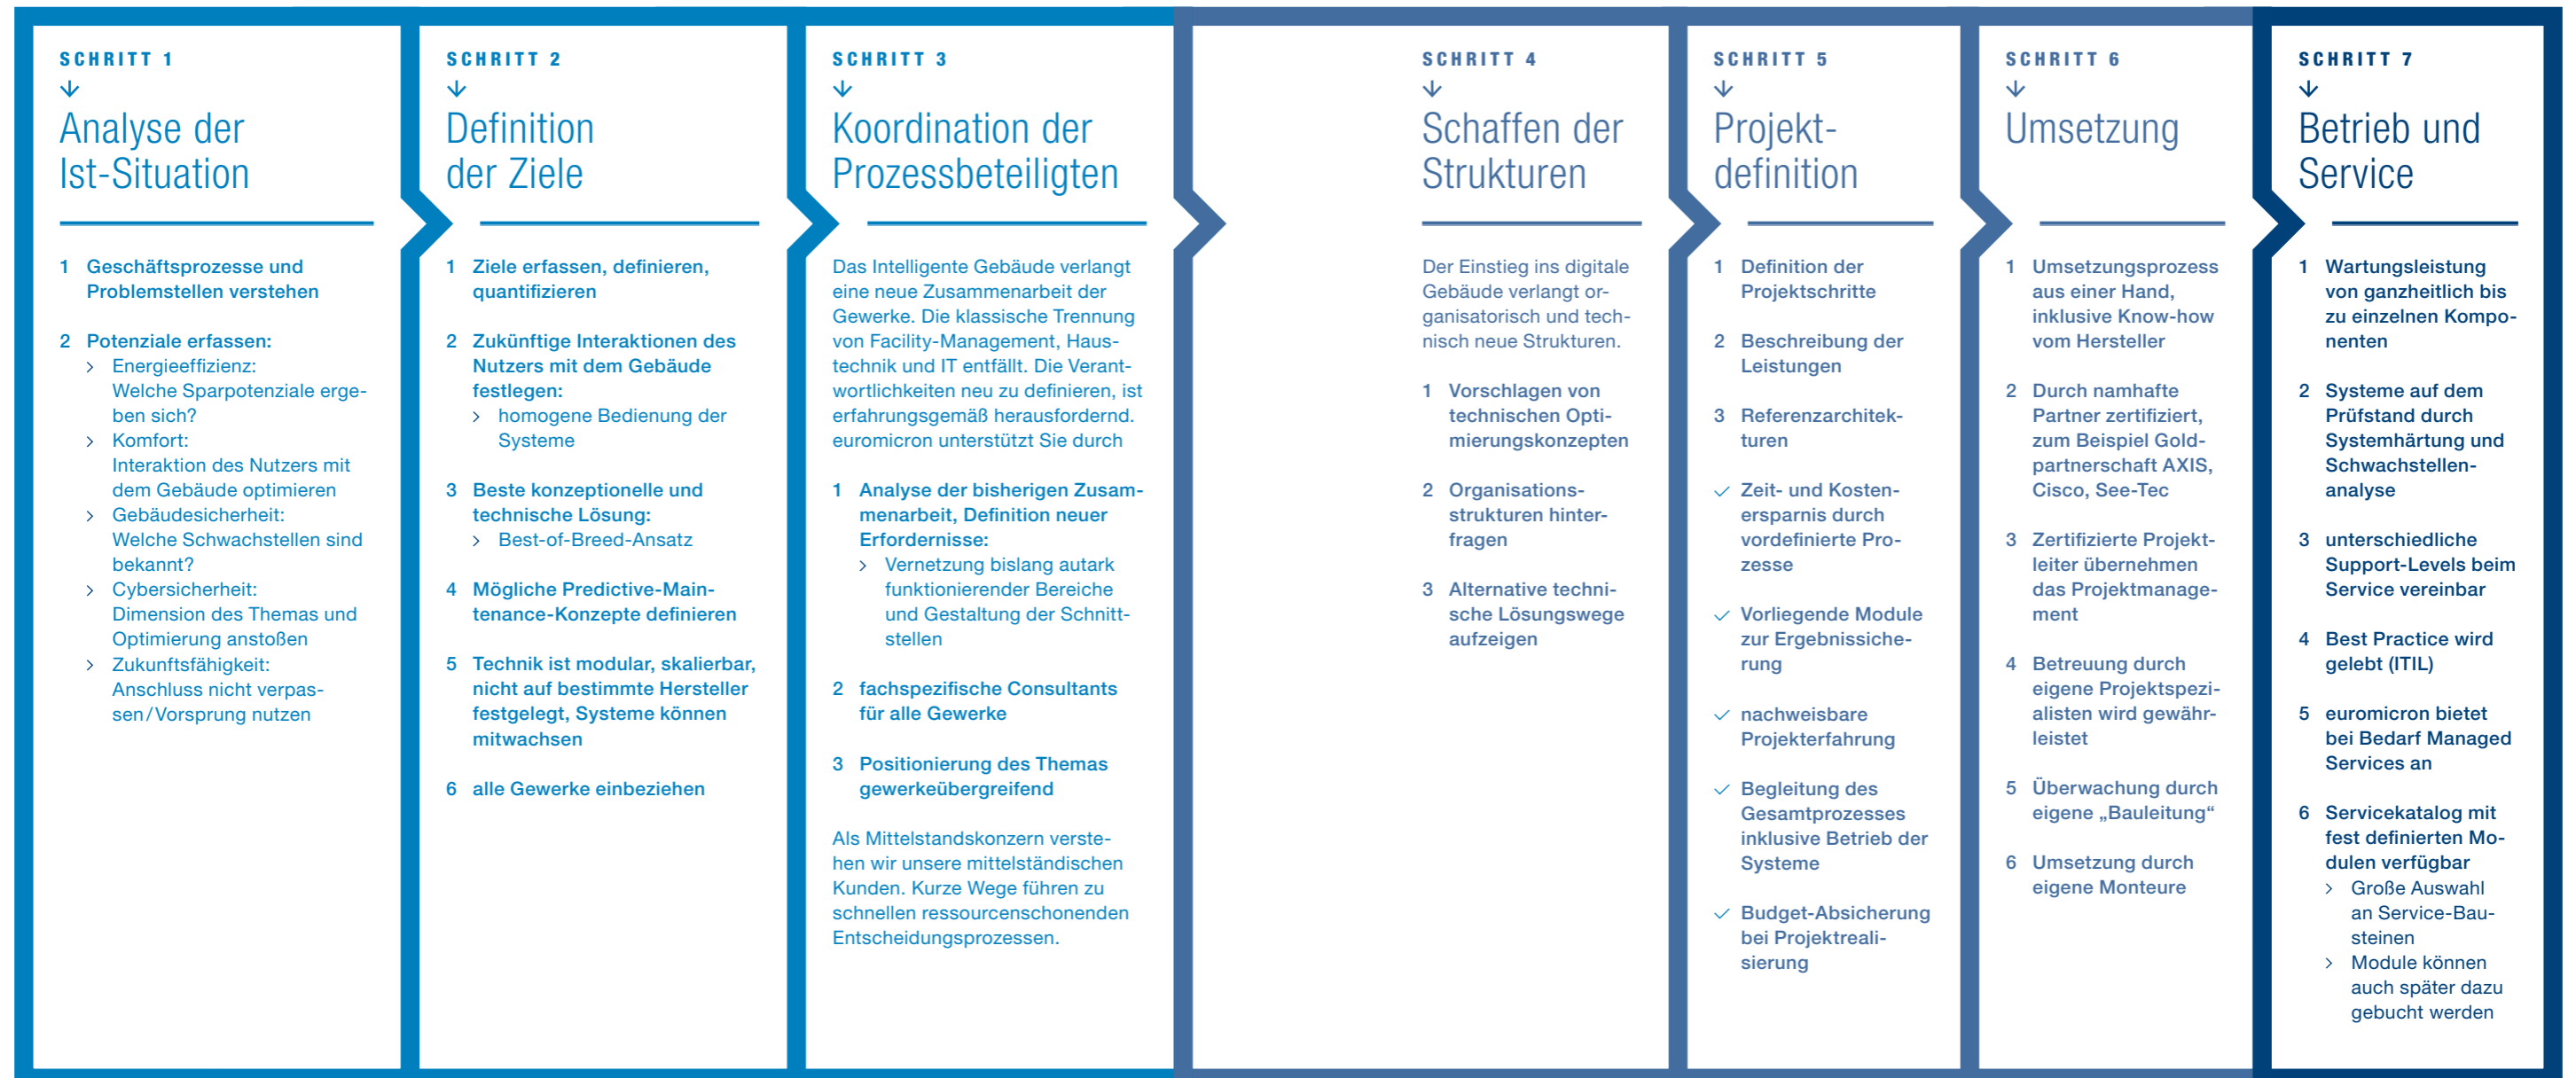 SCHRITT 1
↓
Analyse der
Ist-Situation
1 Geschäftsprozesse und
Problemstellen verstehen
2 Potenziale erfassen:
> Energieeffizienz:
Welche Sparpotenziale erge-
ben sich?
> Komfort:
Interaktion des Nutzers mit
dem Gebäude optimieren
> Gebäudesicherheit:
Welche Schwachstellen sind
bekannt?
> Cybersicherheit:
Dimension des Themas und
Optimierung anstoßen
> Zukunftsfähigkeit:
Anschluss nicht verpas-
sen/Vorsprung nutzen
SCHRITT 2
↓
Definition
der Ziele
1 Ziele erfassen, definieren,
quantifizieren
2 Zukünftige Interaktionen des
Nutzers mit dem Gebäude
festlegen:
> homogene Bedienung der
Systeme
3 Beste konzeptionelle und
technische Lösung:
> Best-of-Breed-Ansatz
4 Mögliche Predictive-Main-
tenance-Konzepte definieren
5 Technik ist modular, skalierbar,
nicht auf bestimmte Hersteller
festgelegt, Systeme können
mitwachsen
6 alle Gewerke einbeziehen
SCHRITT 3
↓
Koordination der
Prozessbeteiligten
Das Intelligente Gebäude verlangt
eine neue Zusammenarbeit der
Gewerke. Die klassische Trennung
von Facility-Management, Haus-
technik und IT entfällt. Die Verant-
wortlichkeiten neu zu definieren, ist
erfahrungsgemäß herausfordernd.
euromicron unterstützt Sie durch
1 Analyse der bisherigen Zusam-
menarbeit, Definition neuer
Erfordernisse:
> Vernetzung bislang autark
funktionierender Bereiche
und Gestaltung der Schnitt-
stellen
2 fachspezifische Consultants
für alle Gewerke
3 Positionierung des Themas
gewerkeübergreifend
Als Mittelstandskonzern verste-
hen wir unsere mittelständischen
Kunden. Kurze Wege führen zu
schnellen ressourcenschonenden
Entscheidungsprozessen.
SCHRITT 4
↓
Schaffen der
Strukturen
Der Einstieg ins digitale
Gebäude verlangt or-
ganisatorisch und tech-
nisch neue Strukturen.
1 Vorschlagen von
technischen Opti-
mierungskonzepten
2 Organisations-
strukturen hinter-
fragen
3 Alternative techni-
sche Lösungswege
aufzeigen
SCHRITT 5
↓
Projekt-
definition
1 Definition der
Projektschritte
2 Beschreibung der
Leistungen
3 Referenzarchitek-
turen
✓ Zeit- und Kosten-
ersparnis durch
vordefinierte Pro-
zesse
✓ Vorliegende Module
zur Ergebnissiche-
rung
✓ nachweisbare
Projekterfahrung
✓ Begleitung des
Gesamtprozesses
inklusive Betrieb der
Systeme
✓ Budget-Absicherung
bei Projektreali-
sierung
SCHRITT 6
↓
Umsetzung
1 Umsetzungsprozess
aus einer Hand,
inklusive Know-how
vom Hersteller
2 Durch namhafte
Partner zertifiziert,
zum Beispiel Gold-
partnerschaft AXIS,
Cisco, See-Tec
3 Zertifizierte Projekt-
leiter übernehmen
das Projektmanage-
ment
4 Betreuung durch
eigene Projektspezi-
alisten wird gewähr-
leistet
5 Überwachung durch
eigene „Bauleitung“
6 Umsetzung durch
eigene Monteure
SCHRITT 7
↓
Betrieb und
Service
1 Wartungsleistung
von ganzheitlich bis
zu einzelnen Kompo-
nenten
2 Systeme auf dem
Prüfstand durch
Systemhärtung und
Schwachstellen-
analyse
3 unterschiedliche
Support-Levels beim
Service vereinbar
4 Best Practice wird
gelebt (ITIL)
5 euromicron bietet
bei Bedarf Managed
Services an
6 Servicekatalog mit
fest definierten Mo-
dulen verfügbar
> Große Auswahl
an Service-Bau-
steinen
> Module können
auch später dazu
gebucht werden